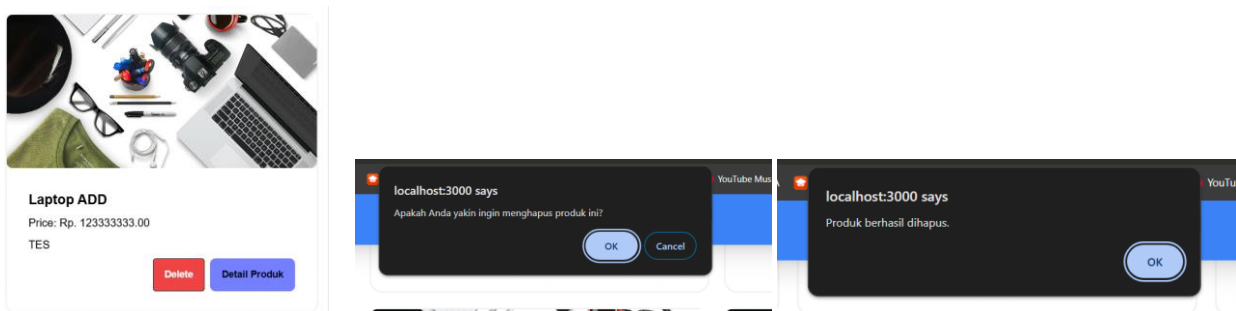 Laptop ADD
Price: Rp. 123333333.00
TES
Delete
Detail Produk
YouTube Mus
localhost:3000 says
Apakah Anda yakin ingin menghapus produk ini?
OK
Cancel
YouTu
localhost:3000 says
Produk berhasil dihapus.
OK